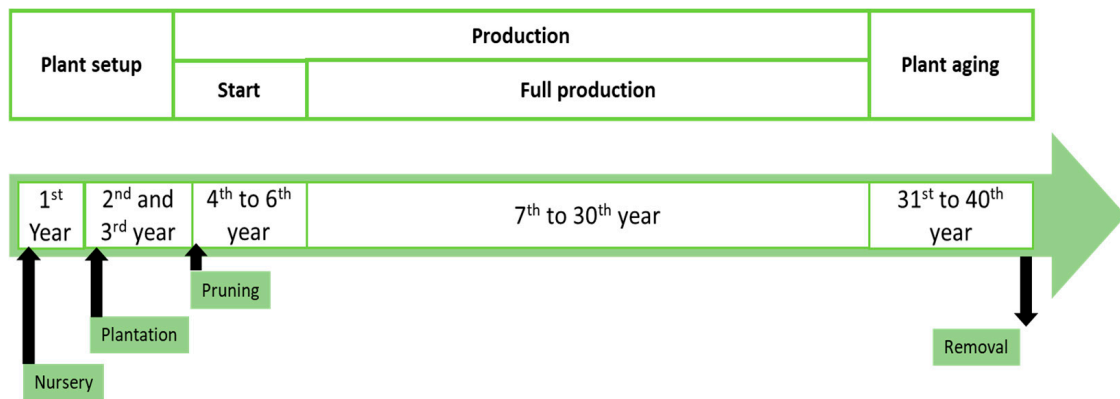 Plant setup
Production
Plant aging
Start
Full production
1st
Year
2nd and
3rd year
4th to 6th
year
7th to 30th year
31st to 40th
year
Pruning
Plantation
Removal
Nursery